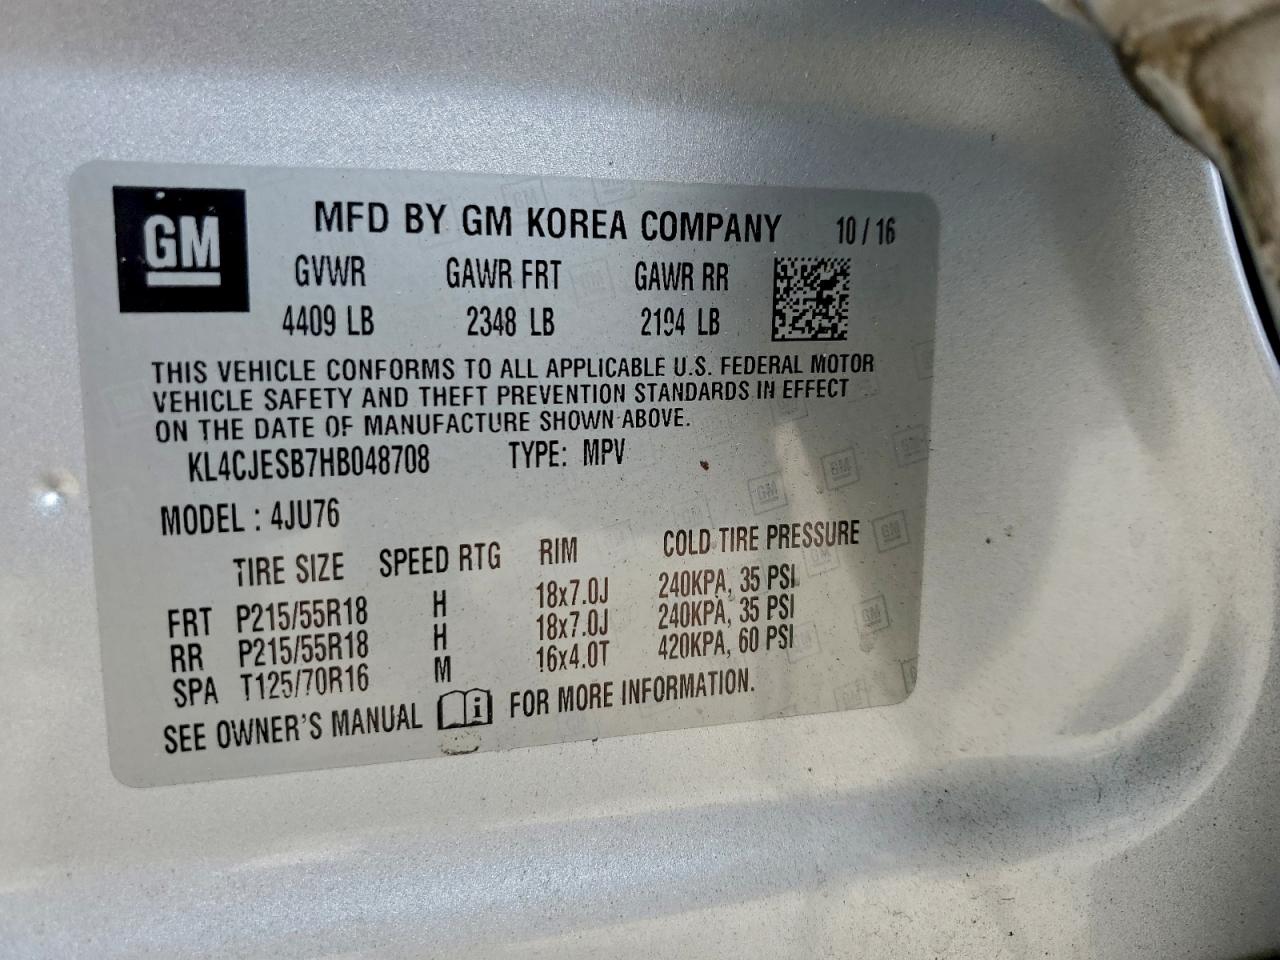 GM
MFD BY GM KOREA COMPANY 10/16
GVWR GAWR FRT GAWR RR
4409 LB 2348 LB 2194 LB
THIS VEHICLE CONFORMS TO ALL APPLICABLE U.S. FEDERAL MOTOR
VEHICLE SAFETY AND THEFT PREVENTION STANDARDS IN EFFECT
ON THE DATE OF MANUFACTURE SHOWN ABOVE.
KL4CJESB7HB048708 TYPE: MPV
MODEL : 4JU76
TIRE SIZE SPEED RTG RIM COLD TIRE PRESSURE
FRT P215/55R18 H 18x7.0J 240KPA, 35 PSI
RR P215/55R18 H 18x7.0J 240KPA, 35 PSI
SPA T125/70R16 M 16x4.0T 420KPA, 60 PSI
SEE OWNER'S MANUAL FOR MORE INFORMATION.